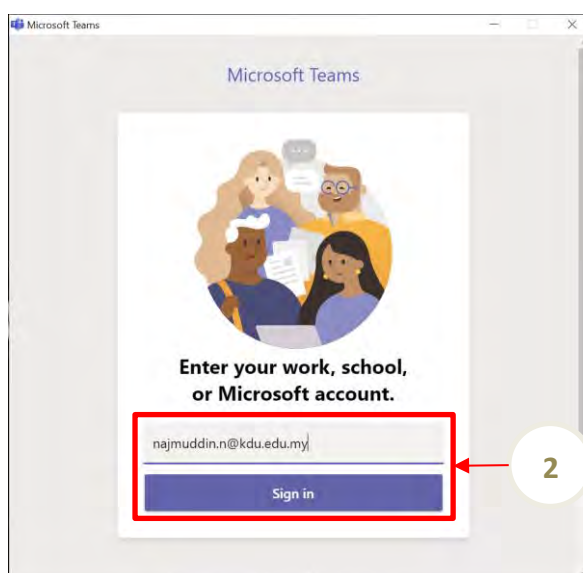 Microsoft Teams
Microsoft Teams
Enter your work, school,
or Microsoft account.
najmuddin.n@kdu.edu.my
2
Sign in